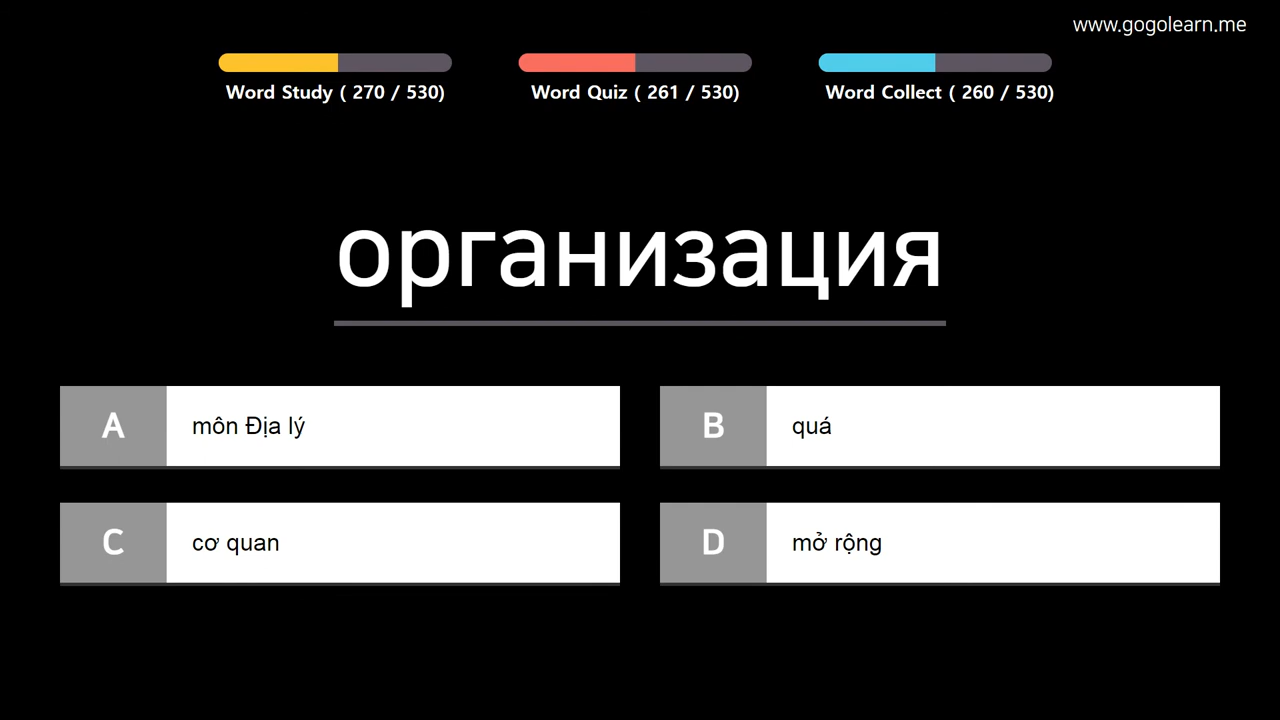 www.gogolearn.me
Word Study ( 270 / 530)
Word Quiz ( 261 / 530)
Word Collect ( 260 / 530)
организация
A môn Địa lý
B quá
C cơ quan
D mở rộng